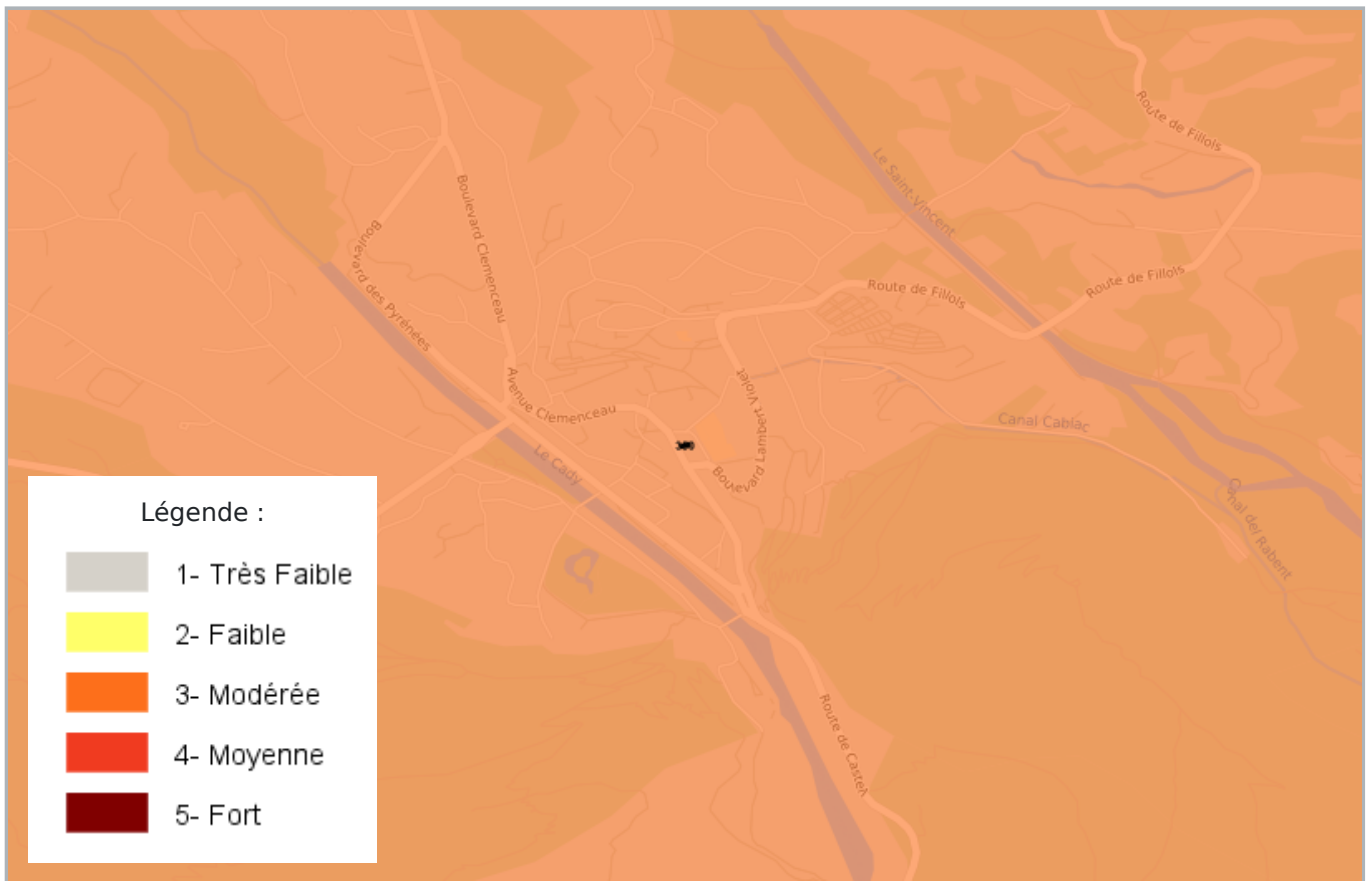 Route de Fillols
Le Saint-Vincent
Boulevard Clemenceau
Boulevard des Pyrénées
Route de Fillols
Route de Fillols
Avenue Clemenceau
Boulevard Lambert Violet
Canal Cablac
Le Cady
Canal del Rabent
Route de Casteil
Légende :
1- Très Faible
2- Faible
3- Modérée
4- Moyenne
5- Fort